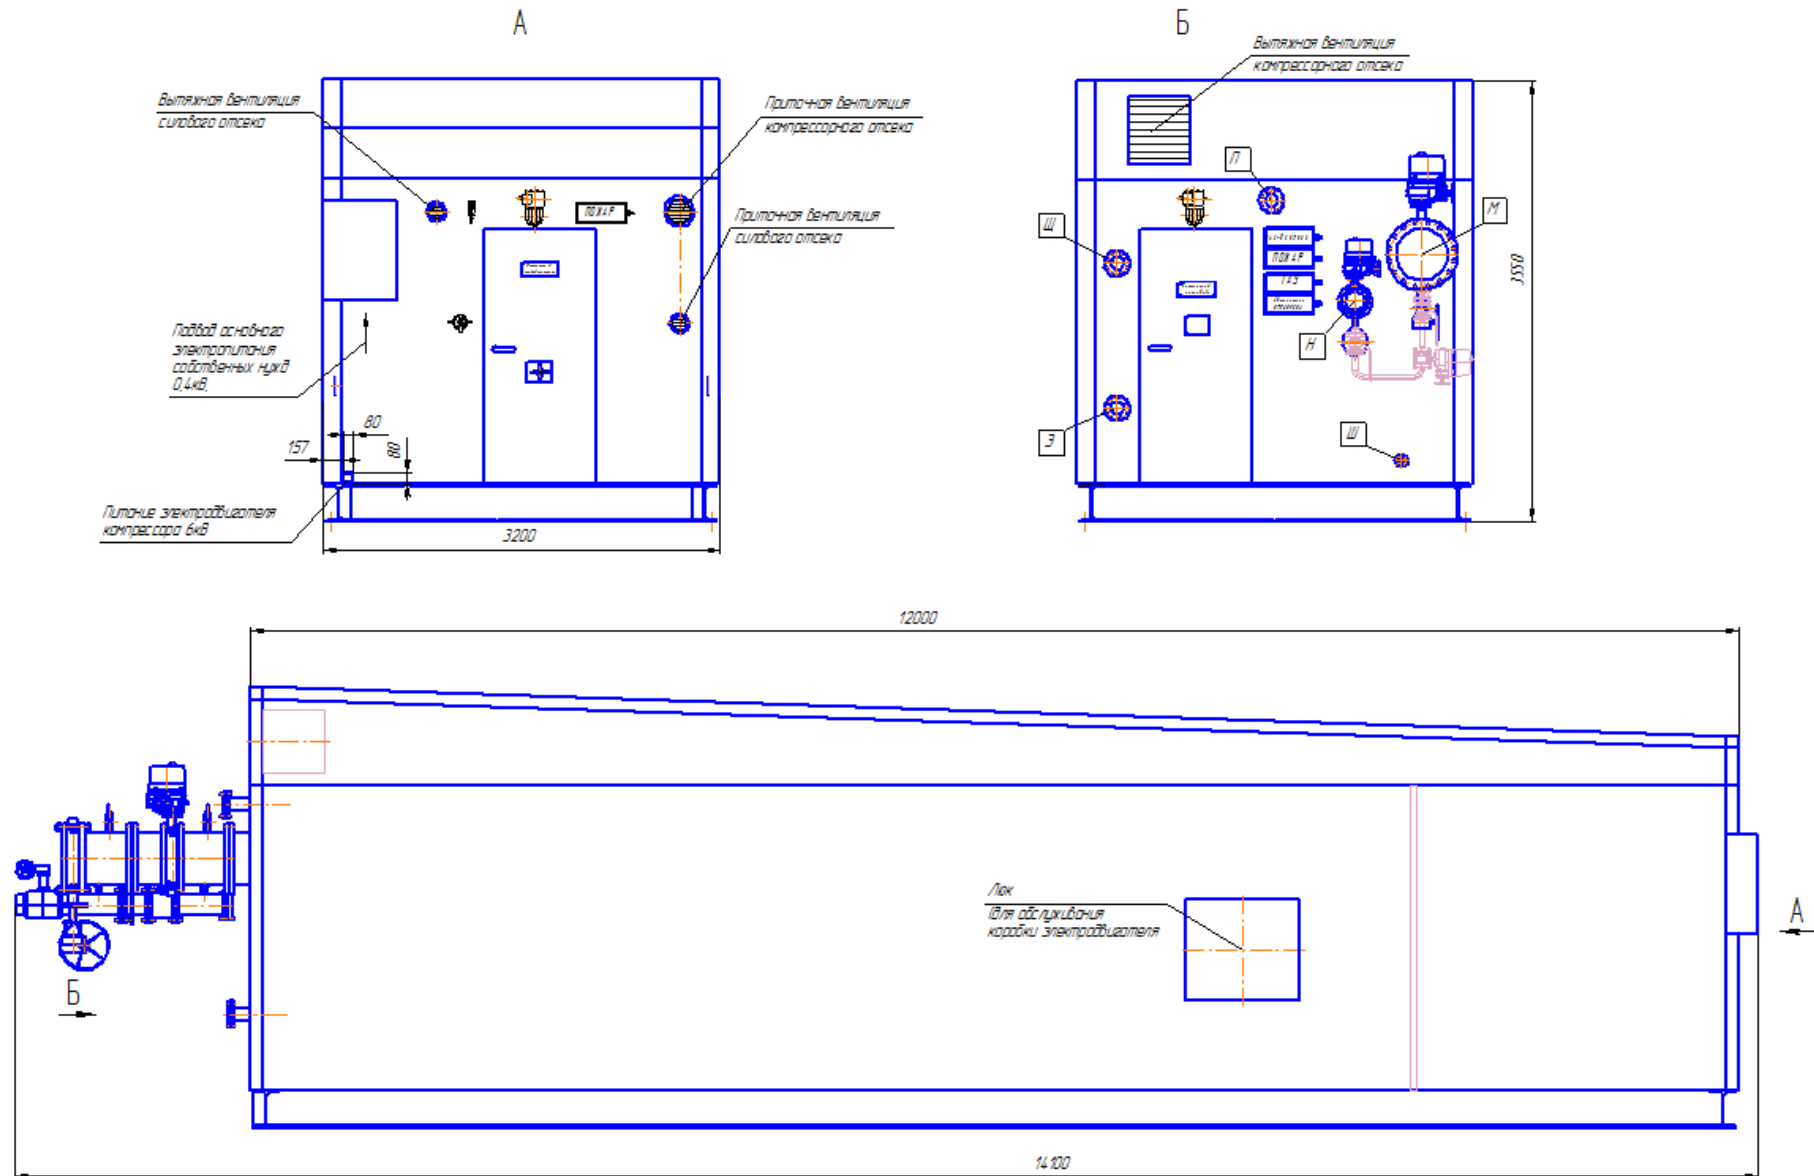 А
Вытяжная вентиляция
силового отсека
Приточная вентиляция
компрессорного отсека
ПОЖАР
Приточная вентиляция
силового отсека
Подвод основного
электропитания
собственных нужд
0,4кВ.
80
157
80
Питание электродвигателя
компрессора 6кВ
3200
Б
Вытяжная вентиляция
компрессорного отсека
П
М
Ш
ПОЖАР
ГАЗ
Н
Э
Ш
3550
12000
Люк
(для обслуживания
коробки электродвигателя
А
Б
14100